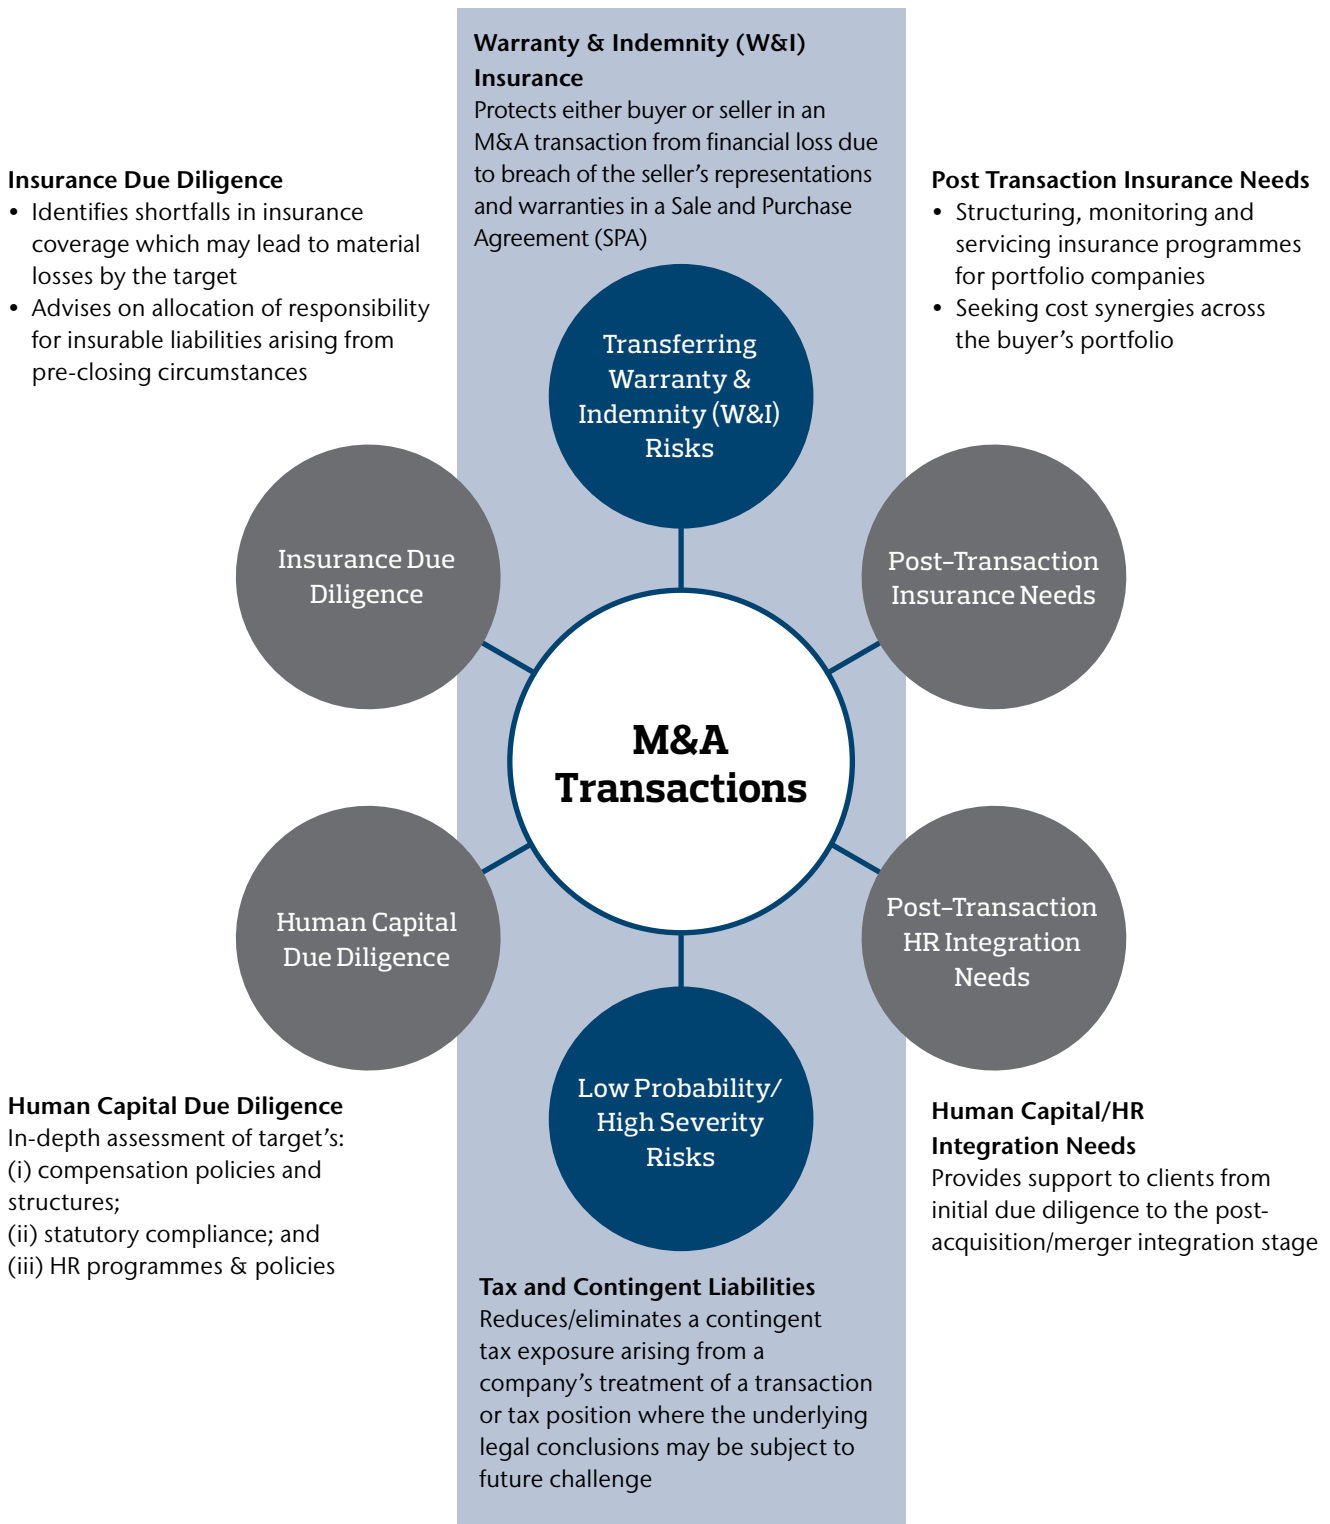 Warranty & Indemnity (W&I)
Insurance
Protects either buyer or seller in an
M&A transaction from financial loss due
to breach of the seller’s representations
and warranties in a Sale and Purchase
Agreement (SPA)
Insurance Due Diligence
• Identifies shortfalls in insurance
coverage which may lead to material
losses by the target
• Advises on allocation of responsibility
for insurable liabilities arising from
pre-closing circumstances
Post Transaction Insurance Needs
• Structuring, monitoring and
servicing insurance programmes
for portfolio companies
• Seeking cost synergies across
the buyer’s portfolio
Transferring
Warranty &
Indemnity (W&I)
Risks
Insurance Due
Diligence
Post-Transaction
Insurance Needs
M&A
Transactions
Human Capital
Due Diligence
Post-Transaction
HR Integration
Needs
Low Probability/
High Severity
Risks
Human Capital Due Diligence
In-depth assessment of target’s:
(i) compensation policies and
structures;
(ii) statutory compliance; and
(iii) HR programmes & policies
Human Capital/HR
Integration Needs
Provides support to clients from
initial due diligence to the post-
acquisition/merger integration stage
Tax and Contingent Liabilities
Reduces/eliminates a contingent
tax exposure arising from a
company’s treatment of a transaction
or tax position where the underlying
legal conclusions may be subject to
future challenge